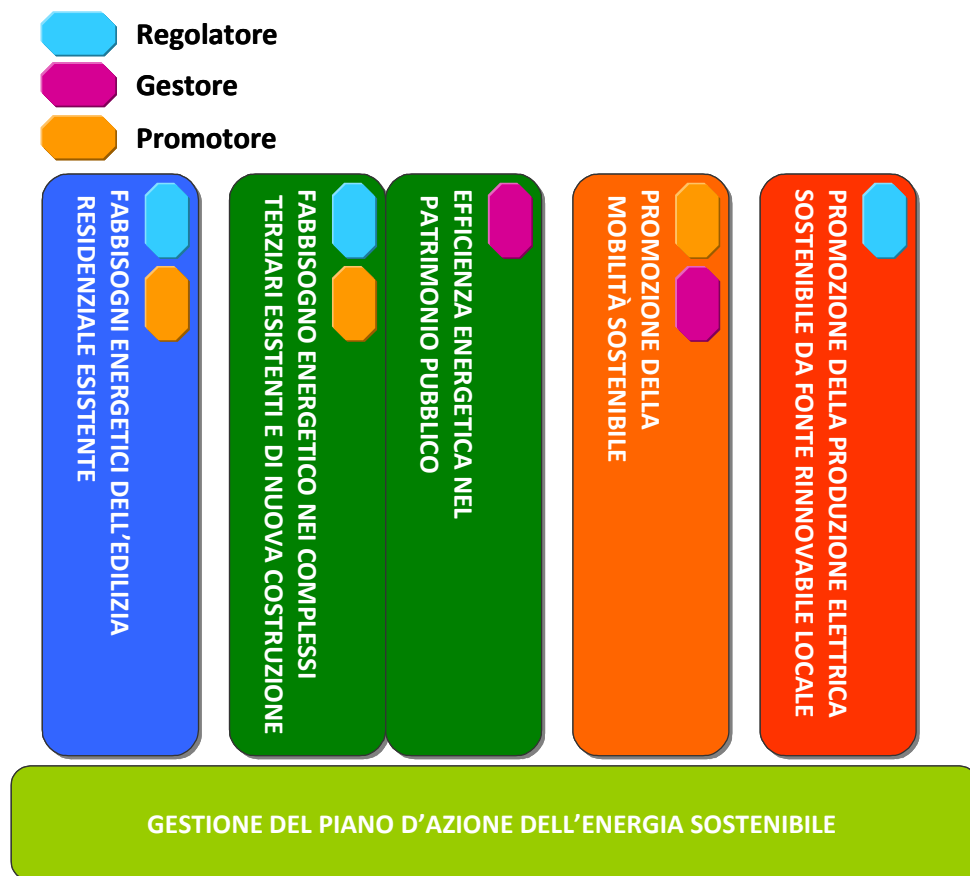 Regolatore
Gestore
Promotore
FABBISOGNI ENERGETICI DELL’EDILIZIA
RESIDENZIALE ESISTENTE
FABBISOGNO ENERGETICO NEI COMPLESSI
TERZIARI ESISTENTI E DI NUOVA COSTRUZIONE
EFFICIENZA ENERGETICA NEL
PATRIMONIO PUBBLICO
PROMOZIONE DELLA
MOBILITÀ SOSTENIBILE
PROMOZIONE DELLA PRODUZIONE ELETTRICA
SOSTENIBILE DA FONTE RINNOVABILE LOCALE
GESTIONE DEL PIANO D’AZIONE DELL’ENERGIA SOSTENIBILE